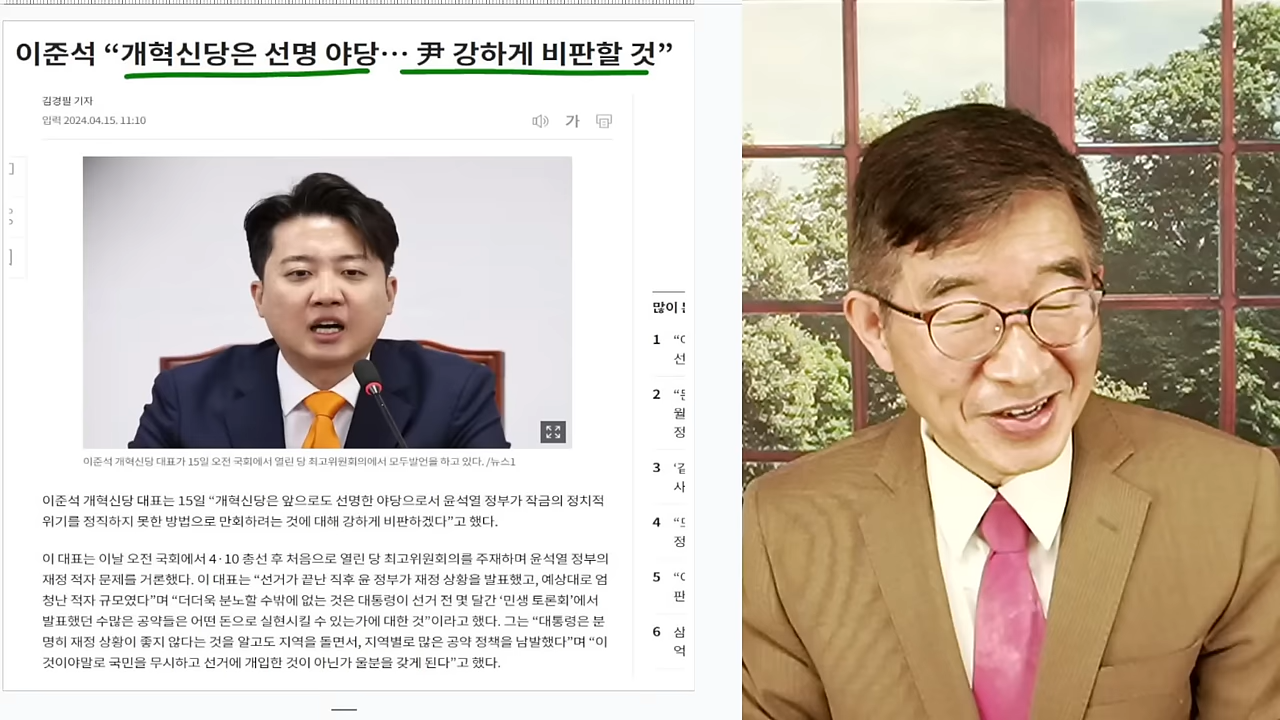 이준석 “개혁신당은 선명 야당… 尹 강하게 비판할 것”
김경필 기자
입력 2024.04.15. 11:10
가
이준석 개혁신당 대표가 15일 오전 국회에서 열린 당 최고위원회의에서 모두발언을 하고 있다. /뉴스1
이준석 개혁신당 대표는 15일 “개혁신당은 앞으로도 선명한 야당으로서 윤석열 정부가 작금의 정치적
위기를 정직하지 못한 방법으로 만회하려는 것에 대해 강하게 비판하겠다”고 했다.
이 대표는 이날 오전 국회에서 4·10 총선 후 처음으로 열린 당 최고위원회의를 주재하며 윤석열 정부의
재정 적자 문제를 거론했다. 이 대표는 “선거가 끝난 직후 윤 정부가 재정 상황을 발표했고, 예상대로 엄
청난 적자 규모였다”며 “더더욱 분노할 수밖에 없는 것은 대통령이 선거 전 몇 달간 ‘민생 토론회’에서
발표했던 수많은 공약들은 어떤 돈으로 실현시킬 수 있는가에 대한 것”이라고 했다. 그는 “대통령은 분
명히 재정 상황이 좋지 않다는 것을 알고도 지역을 돌면서, 지역별로 많은 공약 정책을 남발했다”며 “이
것이야말로 국민을 무시하고 선거에 개입한 것이 아닌가 울분을 갖게 된다”고 했다.
많이
1
선
2
월
정
3
사
4
정
5
판
6 삼
억